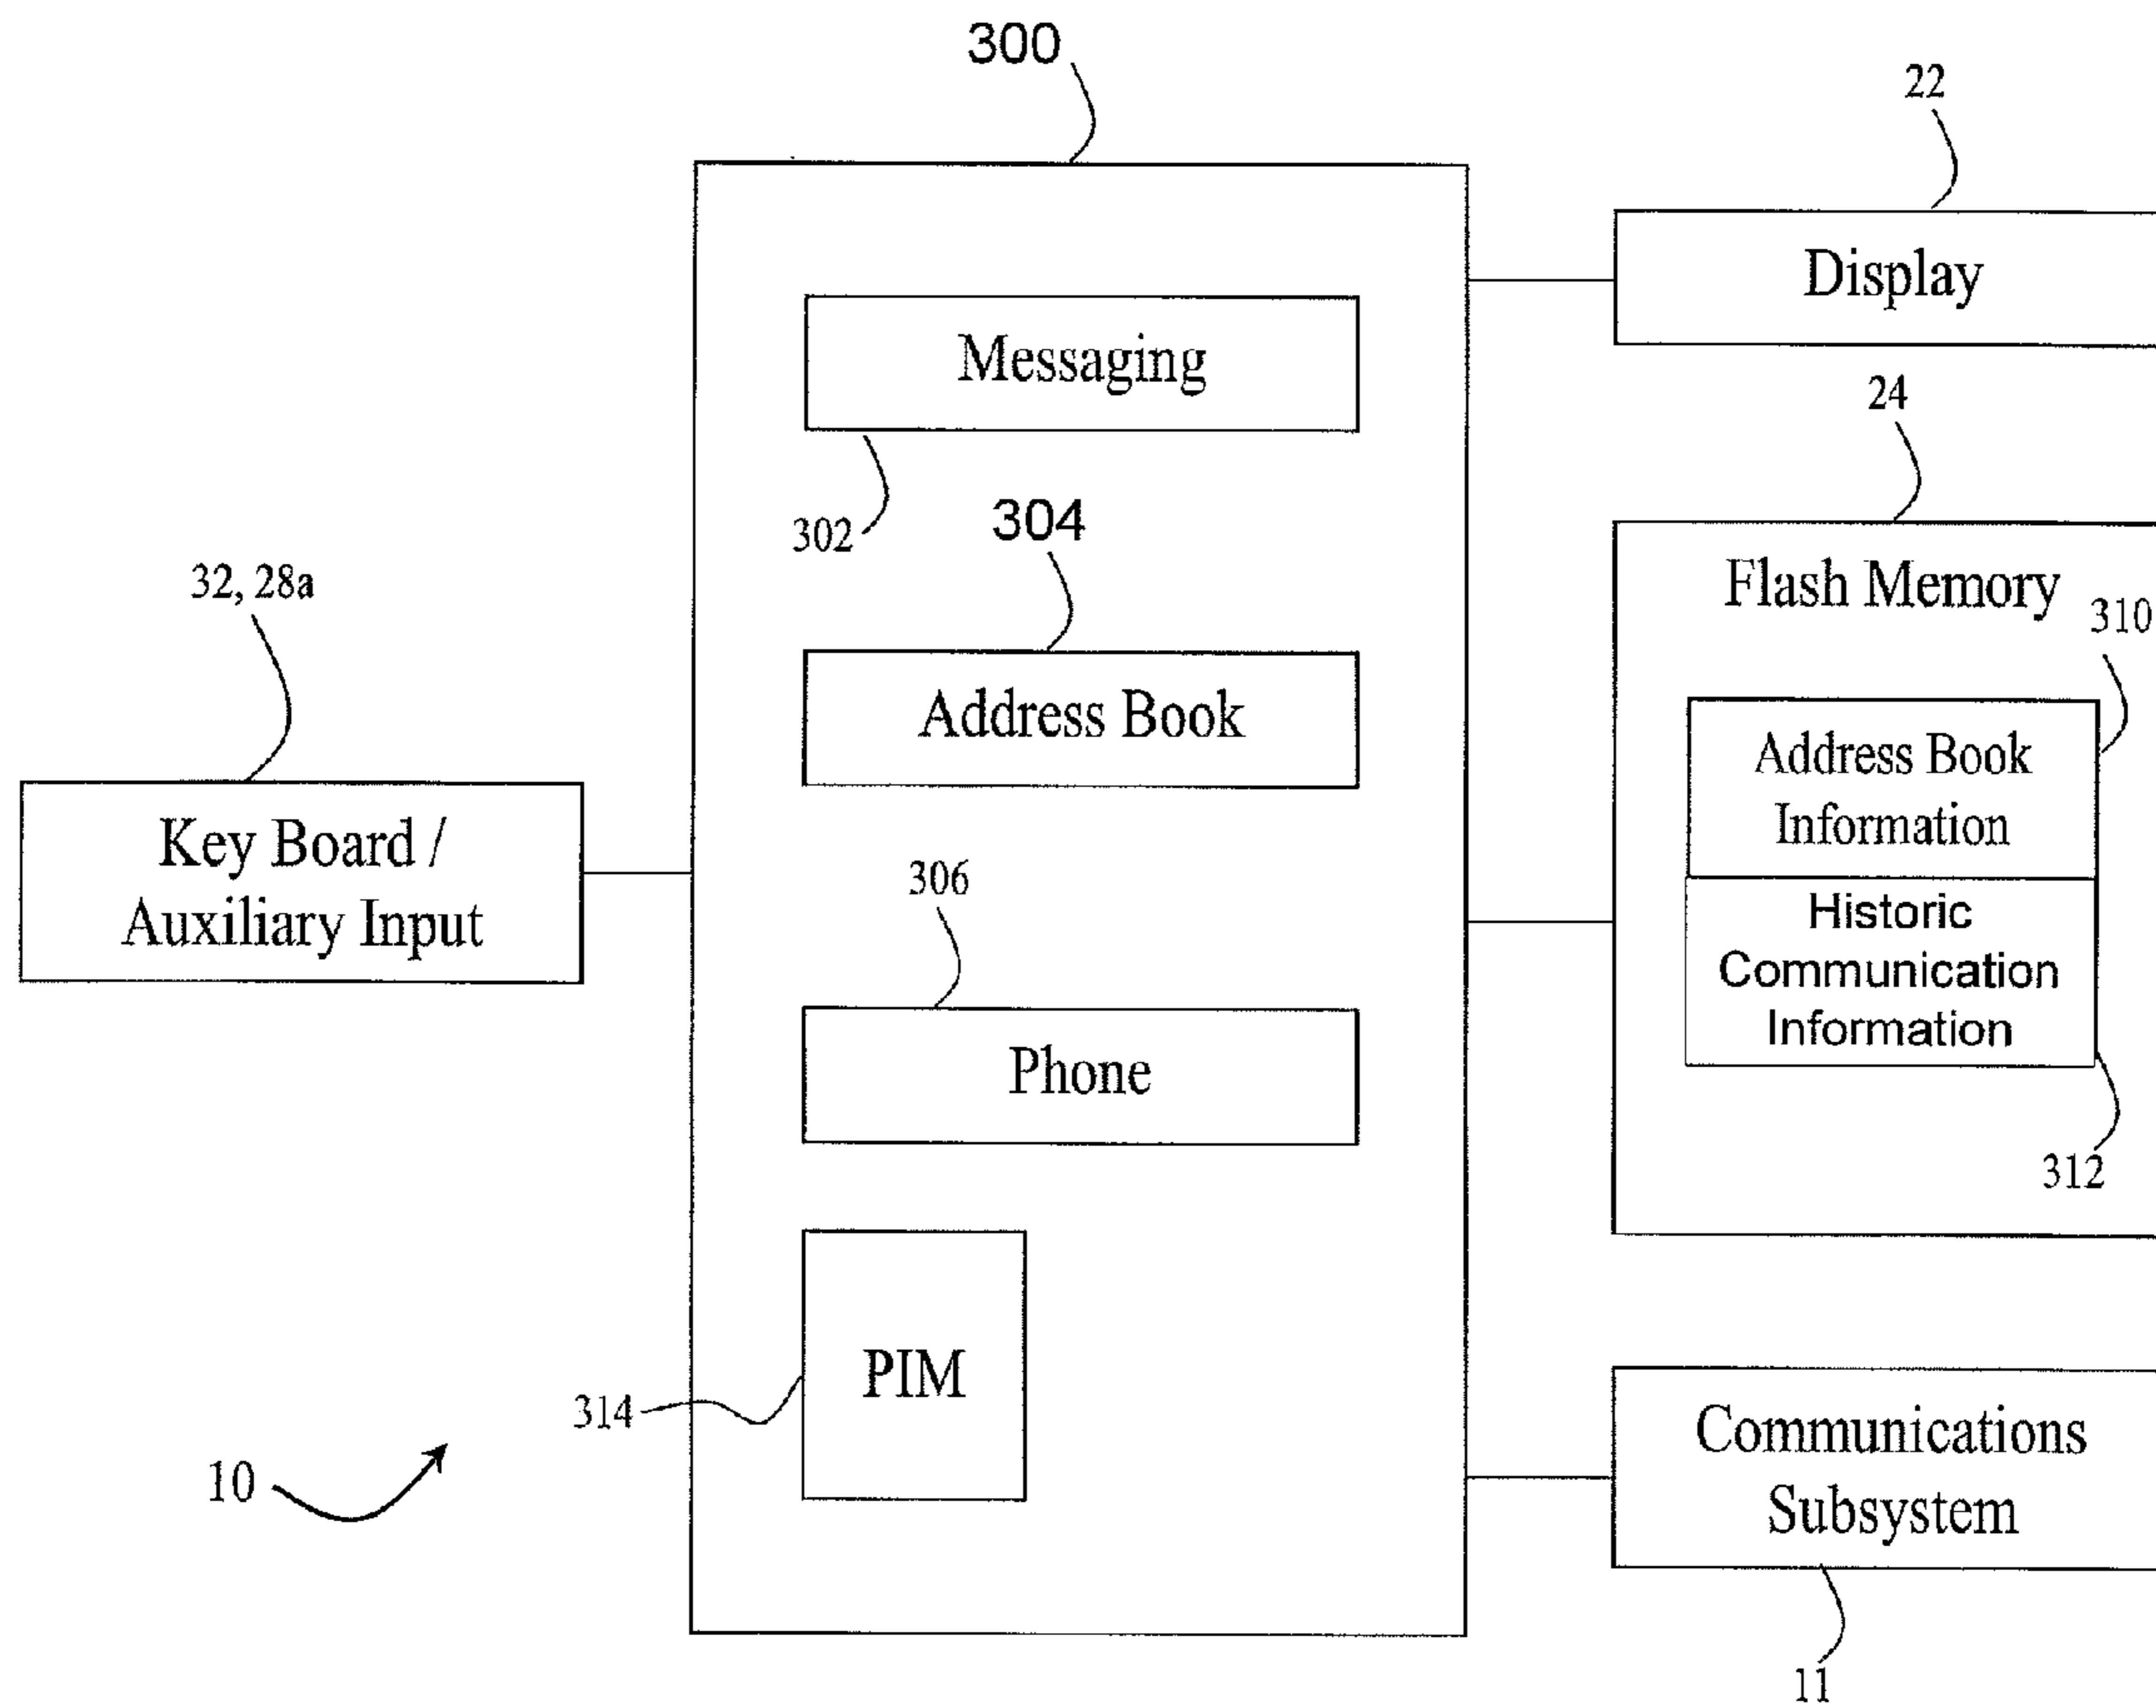 300
22
Display
Messaging
302
24
Flash Memory
310
304
32, 28a
Address Book
Address Book
Information
Key Board /
Auxiliary Input
306
Historic
Communication
Information
Phone
312
PIM
314
10
Communications
Subsystem
11